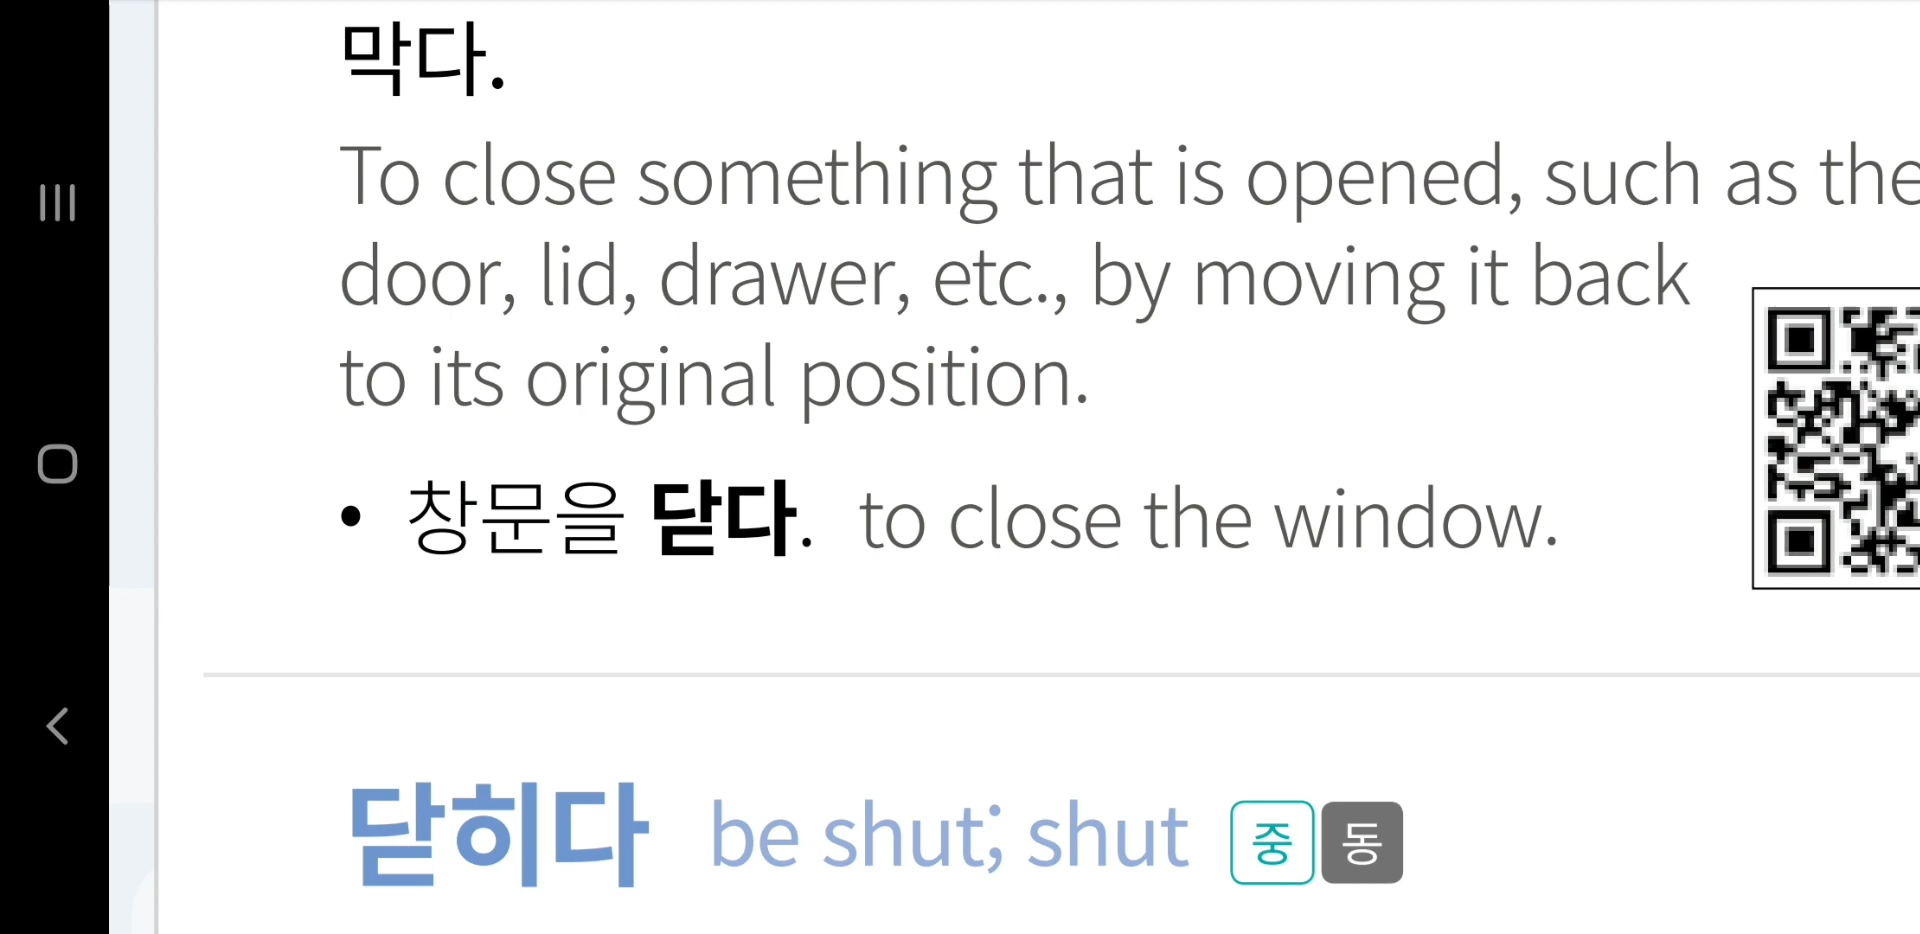 막다.
To close something that is opened, such as the
door, lid, drawer, etc., by moving it back
to its original position.
• 창문을 닫다. to close the window.
닫히다 be shut; shut 중 동